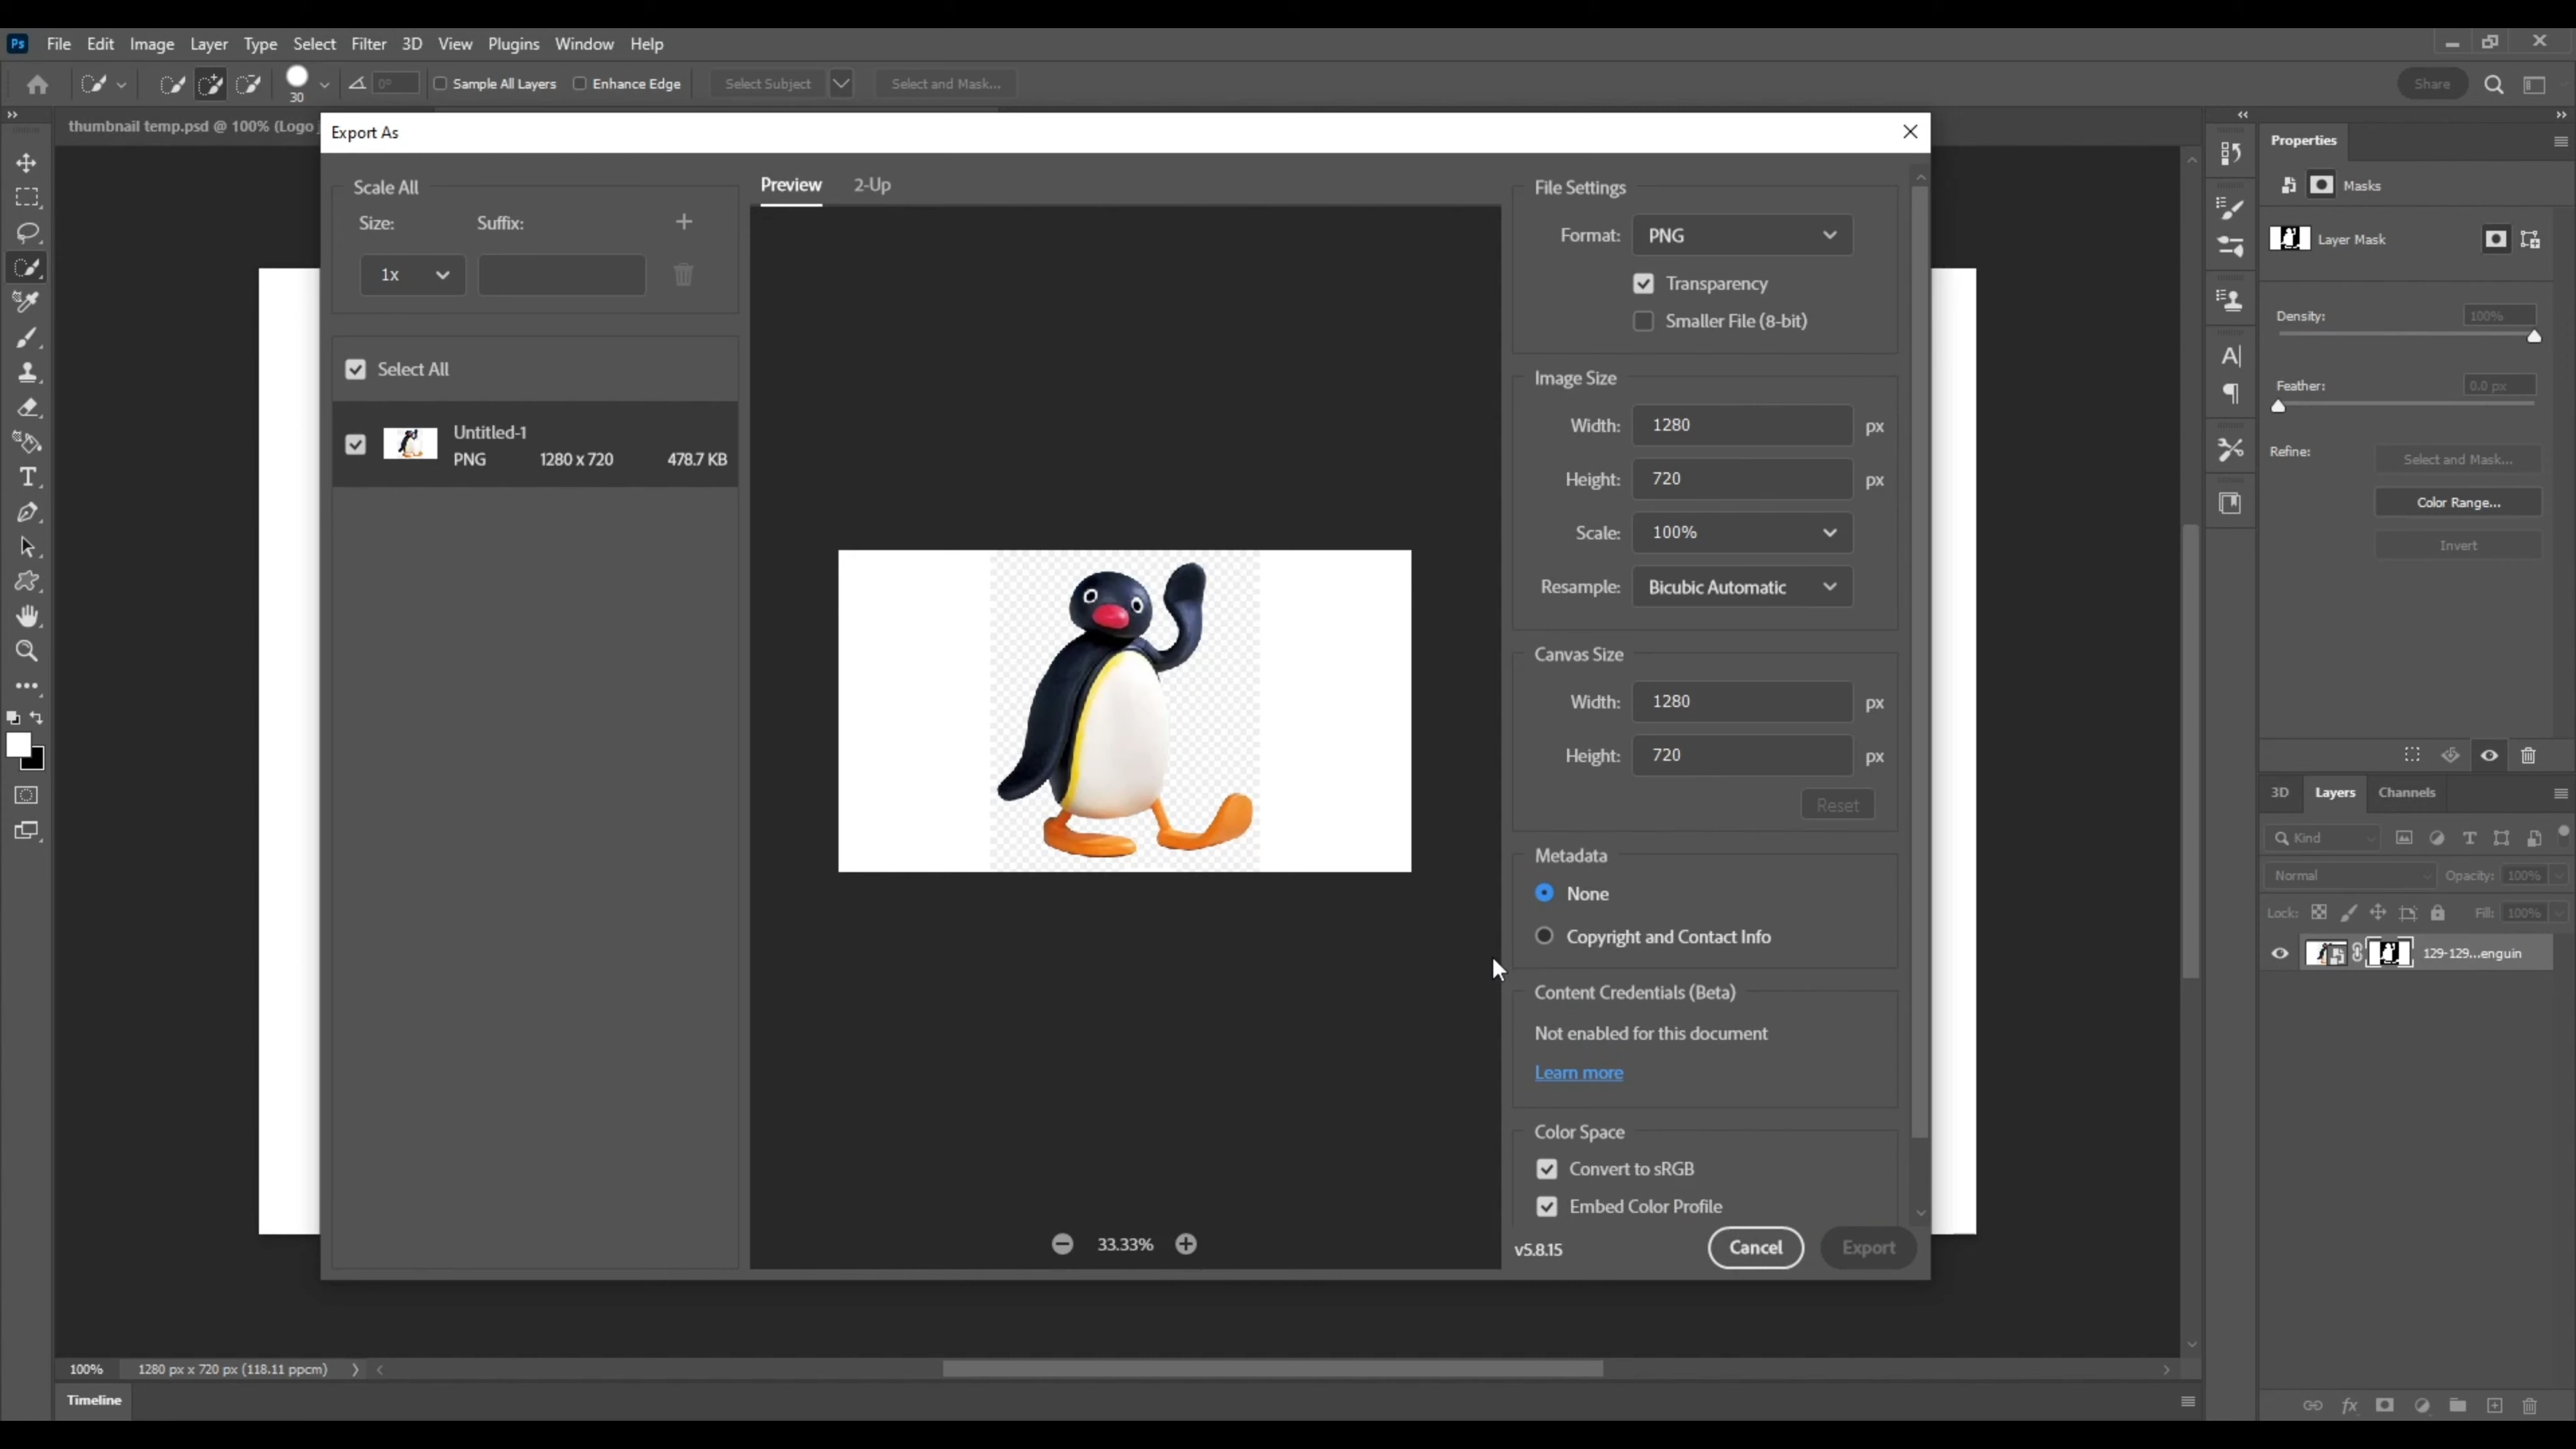 Ps File Edit Image Layer Type Select Filter 3D View Plugins Window Help
30 0° Sample All Layers Enhance Edge Select Subject Select and Mask... Share
thumbnail temp.psd @ 100% (Logo
Export As
Scale All
Size: Suffix:
1x
Select All
Untitled-1
PNG 1280 x 720 478.7 KB
Preview 2-Up
33.33%
File Settings
Format: PNG
Transparency
Smaller File (8-bit)
Image Size
Width: 1280 px
Height: 720 px
Scale: 100%
Resample: Bicubic Automatic
Canvas Size
Width: 1280 px
Height: 720 px
Reset
Metadata
None
Copyright and Contact Info
Content Credentials (Beta)
Not enabled for this document
Learn more
Color Space
Convert to sRGB
Embed Color Profile
v5.8.15 Cancel Export
Properties
Masks
Layer Mask
Density: 100%
Feather: 0.0 px
Refine: Select and Mask...
Color Range...
Invert
3D Layers Channels
Kind
Normal Opacity: 100%
Lock: Fill: 100%
129-129...enguin
100% 1280 px x 720 px (118.11 ppcm)
Timeline